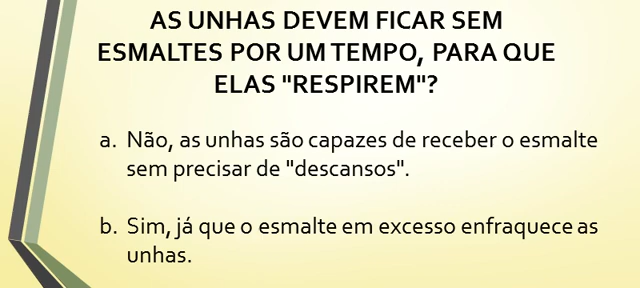 AS UNHAS DEVEM FICAR SEM
ESMALTES POR UM TEMPO, PARA QUE
ELAS "RESPIREM"?
a. Não, as unhas são capazes de receber o esmalte
sem precisar de "descansos".
b. Sim, já que o esmalte em excesso enfraquece as
unhas.